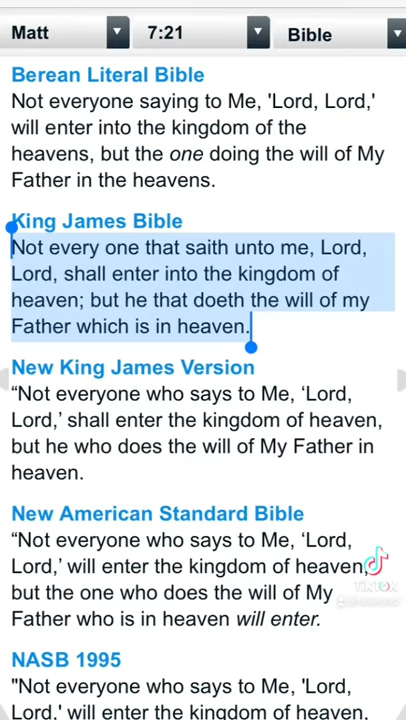 Matt 7:21 Bible
Berean Literal Bible
Not everyone saying to Me, 'Lord, Lord,'
will enter into the kingdom of the
heavens, but the one doing the will of My
Father in the heavens.
King James Bible
Not every one that saith unto me, Lord,
Lord, shall enter into the kingdom of
heaven; but he that doeth the will of my
Father which is in heaven.
New King James Version
“Not everyone who says to Me, ‘Lord,
Lord,’ shall enter the kingdom of heaven,
but he who does the will of My Father in
heaven.
New American Standard Bible
“Not everyone who says to Me, ‘Lord,
Lord,’ will enter the kingdom of heaven,
but the one who does the will of My
Father who is in heaven will enter.
TikTok
NASB 1995
"Not everyone who says to Me, 'Lord,
Lord,' will enter the kingdom of heaven,